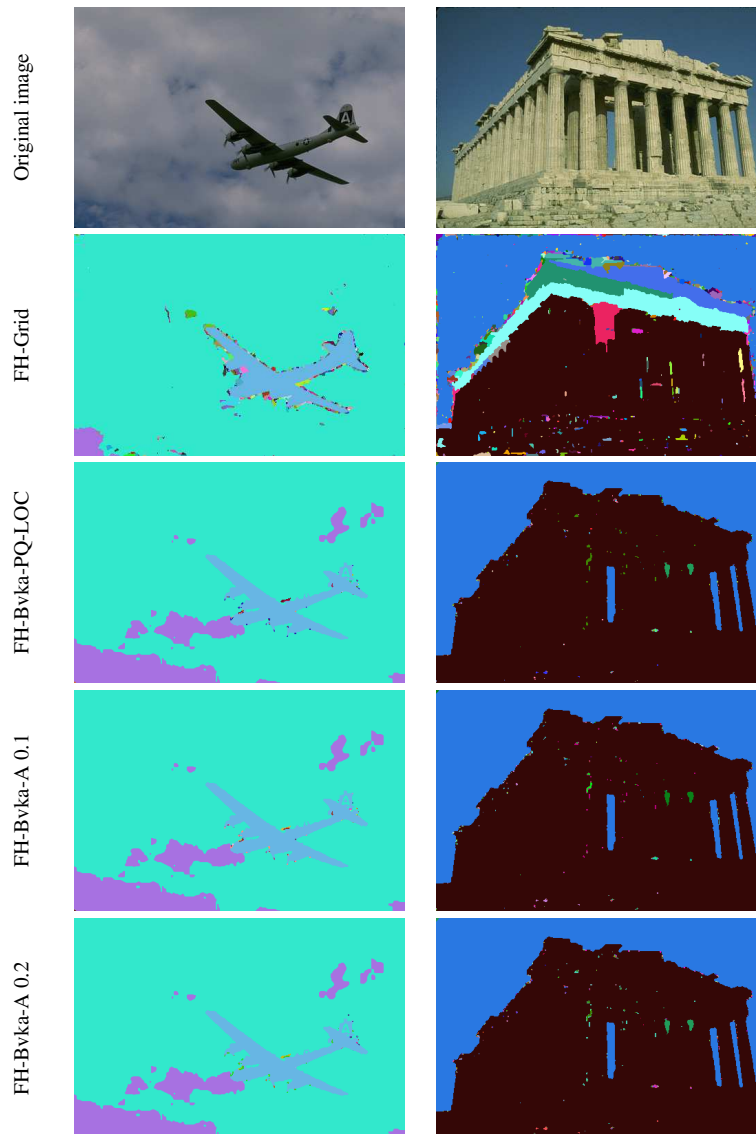 Original image
A
FH-Grid
FH-Bvka-PQ-LOC
FH-Bvka-A 0.1
FH-Bvka-A 0.2